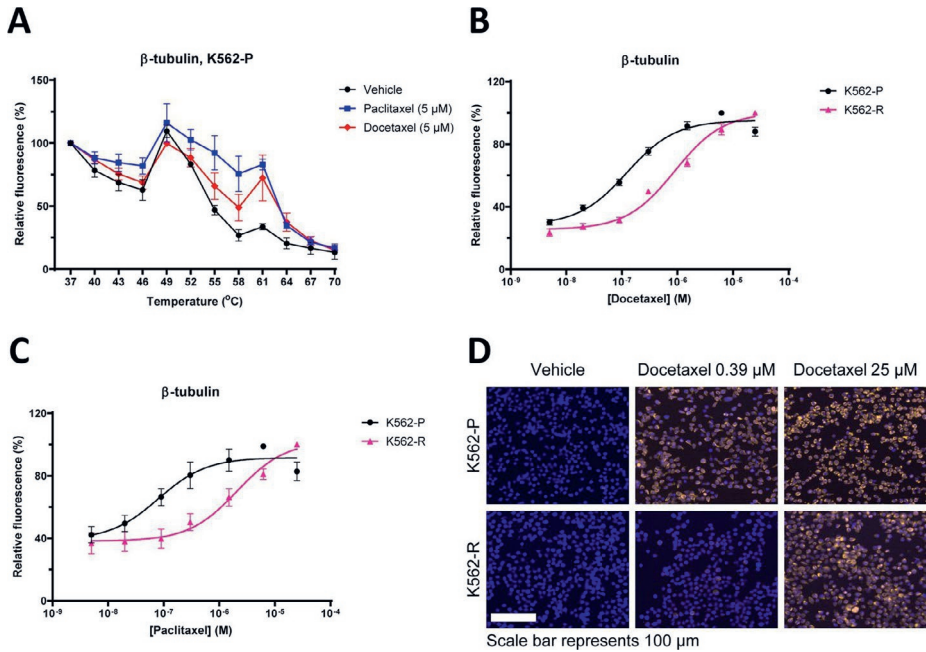 A
β-tubulin, K562-P
Relative fluorescence (%)
150
100
50
0
37 40 43 46 49 52 55 58 61 64 67 70
Temperature (°C)
Vehicle
Paclitaxel (5 µM)
Docetaxel (5 µM)
B
β-tubulin
Relative fluorescence (%)
120
80
40
0
10⁻⁹ 10⁻⁸ 10⁻⁷ 10⁻⁶ 10⁻⁵ 10⁻⁴
[Docetaxel] (M)
K562-P
K562-R
C
β-tubulin
Relative fluorescence (%)
120
80
40
0
10⁻⁹ 10⁻⁸ 10⁻⁷ 10⁻⁶ 10⁻⁵ 10⁻⁴
[Paclitaxel] (M)
K562-P
K562-R
D
Vehicle Docetaxel 0.39 µM Docetaxel 25 µM
K562-P
K562-R
Scale bar represents 100 µm